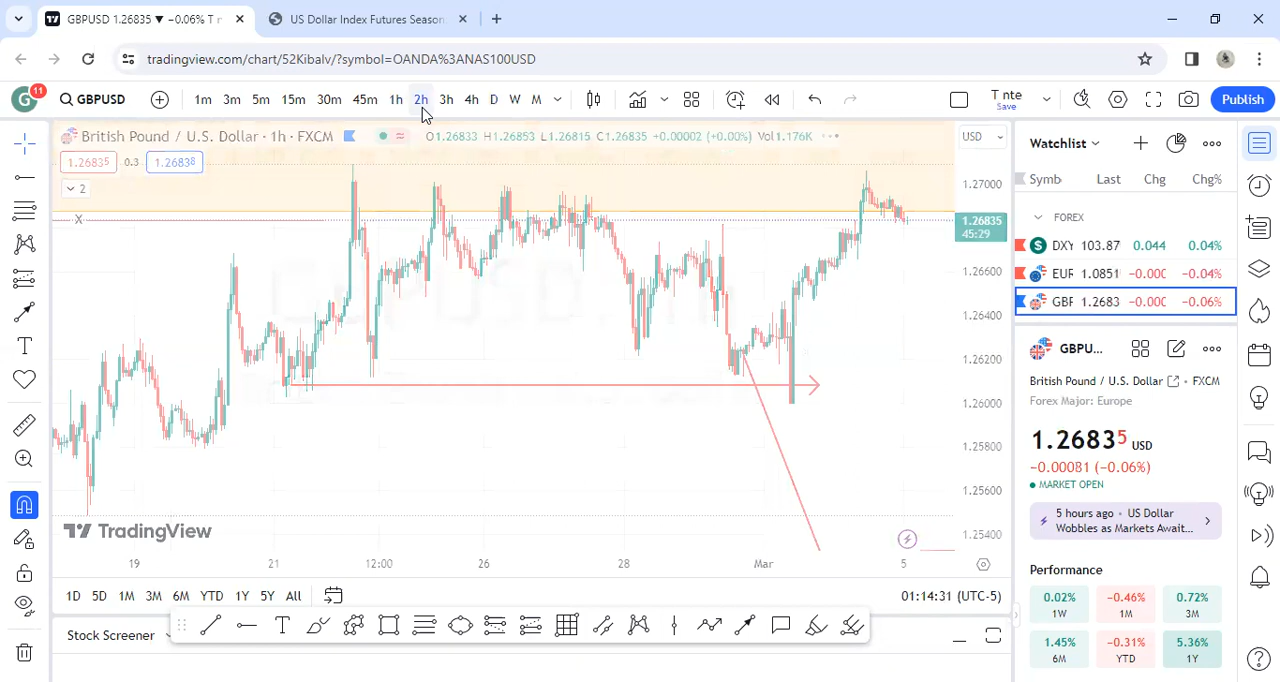 GBPUSD 1.26835 ▼ −0.06% T n
US Dollar Index Futures Season
tradingview.com/chart/52Kibalv/?symbol=OANDA%3ANAS100USD
G 11 GBPUSD 1m 3m 5m 15m 30m 45m 1h 2h 3h 4h D W M T nte Save Publish
British Pound / U.S. Dollar · 1h · FXCM O1.26833 H1.26853 L1.26815 C1.26835 +0.00002 (+0.00%) Vol1.176K
USD
1.26835 0.3 1.26838
2
X
1.27000
1.26835
45:29
1.26600
1.26400
1.26200
1.26000
1.25800
1.25600
1.25400
TradingView
19 21 12:00 26 28 Mar 5
1D 5D 1M 3M 6M YTD 1Y 5Y All 01:14:31 (UTC-5)
Stock Screener
Watchlist
Symb Last Chg Chg%
FOREX
DXY 103.87 0.044 0.04%
EUR 1.0851 −0.000 −0.04%
GBF 1.2683 −0.000 −0.06%
GBPU...
British Pound / U.S. Dollar • FXCM
Forex Major: Europe
1.26835 USD
−0.00081 (−0.06%)
MARKET OPEN
5 hours ago • US Dollar
Wobbles as Markets Await...
Performance
0.02% −0.46% 0.72%
1W 1M 3M
1.45% −0.31% 5.36%
6M YTD 1Y